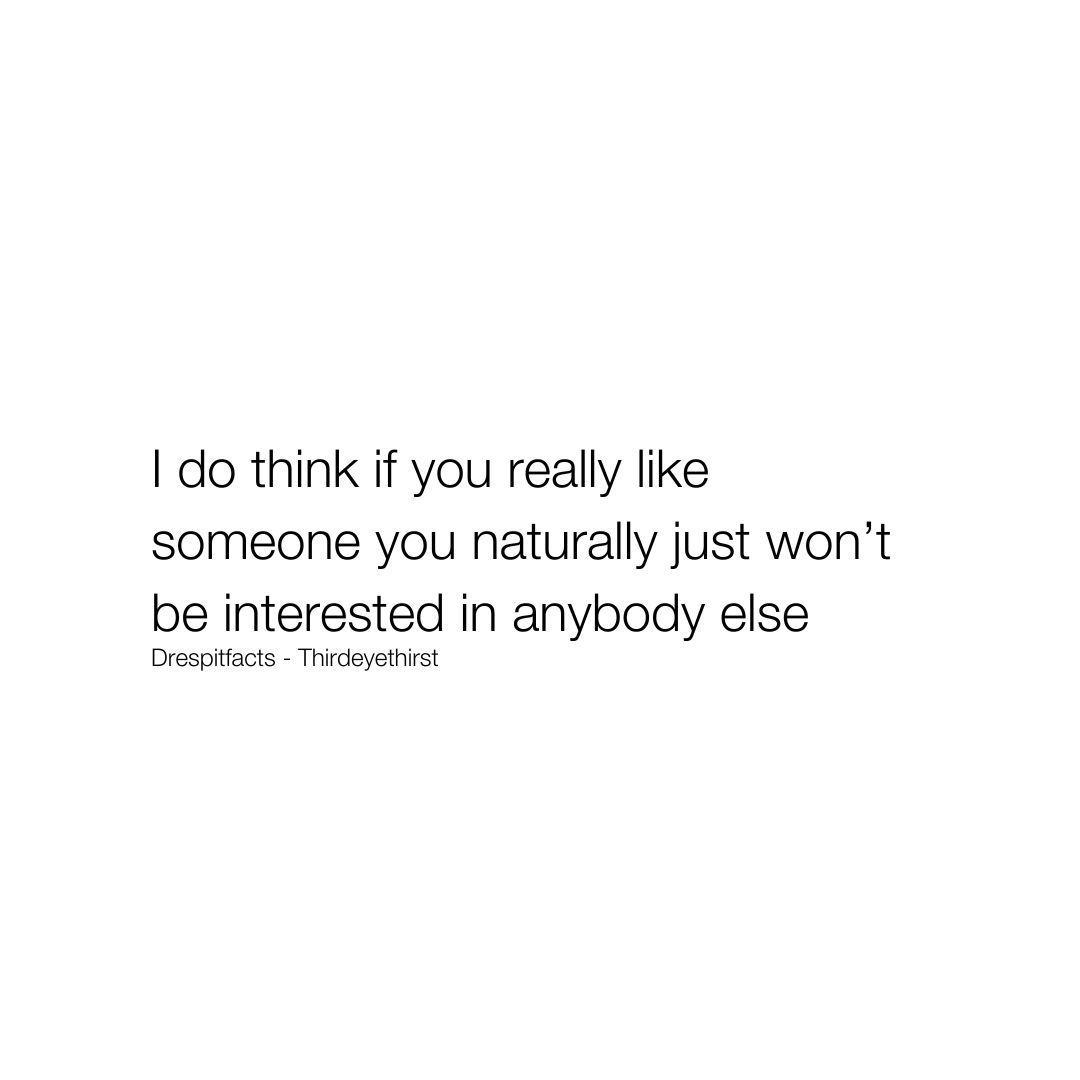 I do think if you really like
someone you naturally just won’t
be interested in anybody else
Drespitfacts - Thirdeyethirst